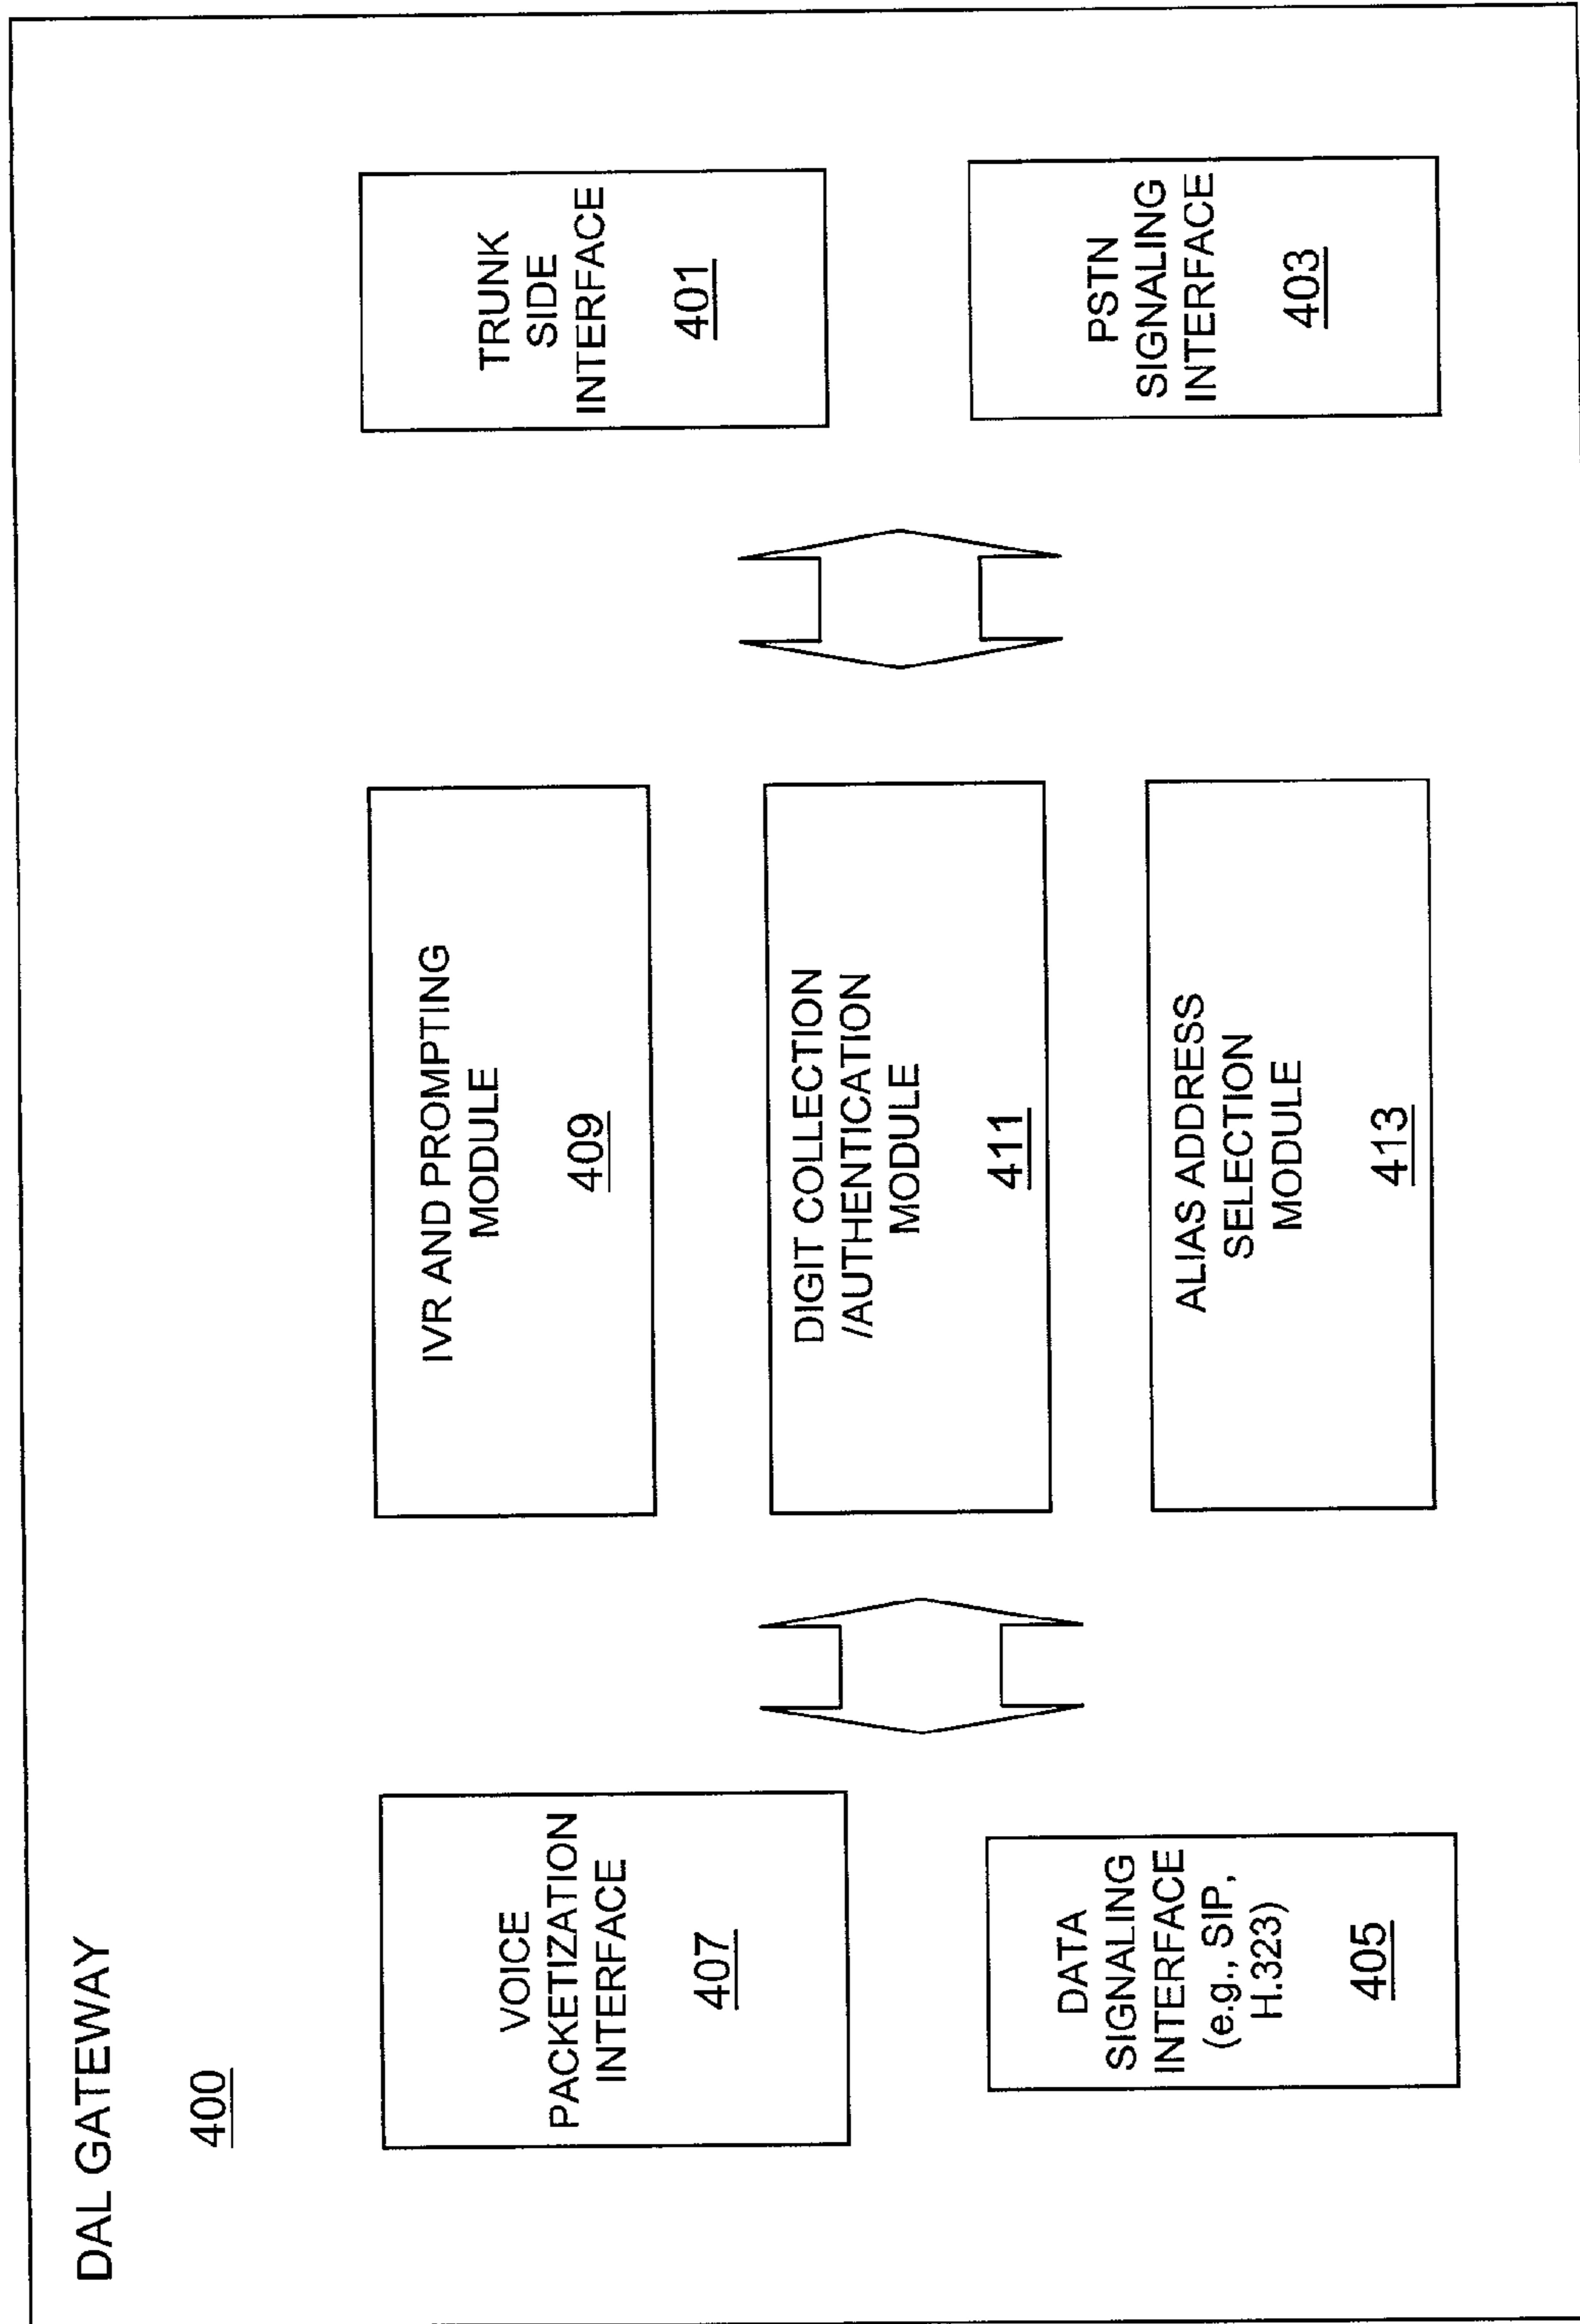 DAL GATEWAY
400
VOICE
PACKETIZATION
INTERFACE
407
DATA
SIGNALING
INTERFACE
(e.g., SIP,
H.323)
405
IVR AND PROMPTING
MODULE
409
DIGIT COLLECTION
/AUTHENTICATION
MODULE
411
ALIAS ADDRESS
SELECTION
MODULE
413
TRUNK
SIDE
INTERFACE
401
PSTN
SIGNALING
INTERFACE
403